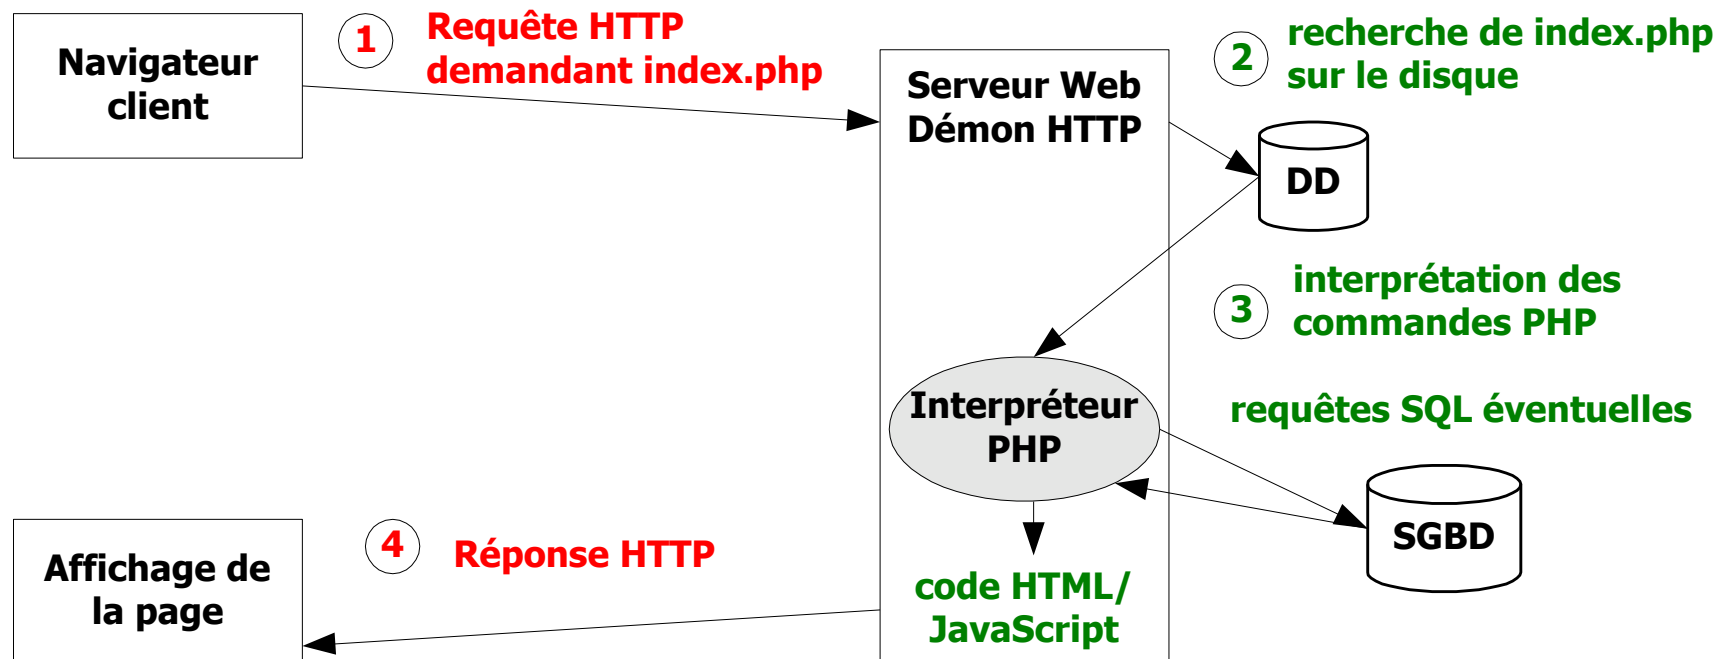 Navigateur
client
1
Requête HTTP
demandant index.php
Serveur Web
Démon HTTP
2
recherche de index.php
sur le disque
DD
3
interprétation des
commandes PHP
Interpréteur
PHP
requêtes SQL éventuelles
SGBD
code HTML/
JavaScript
4
Réponse HTTP
Affichage de
la page